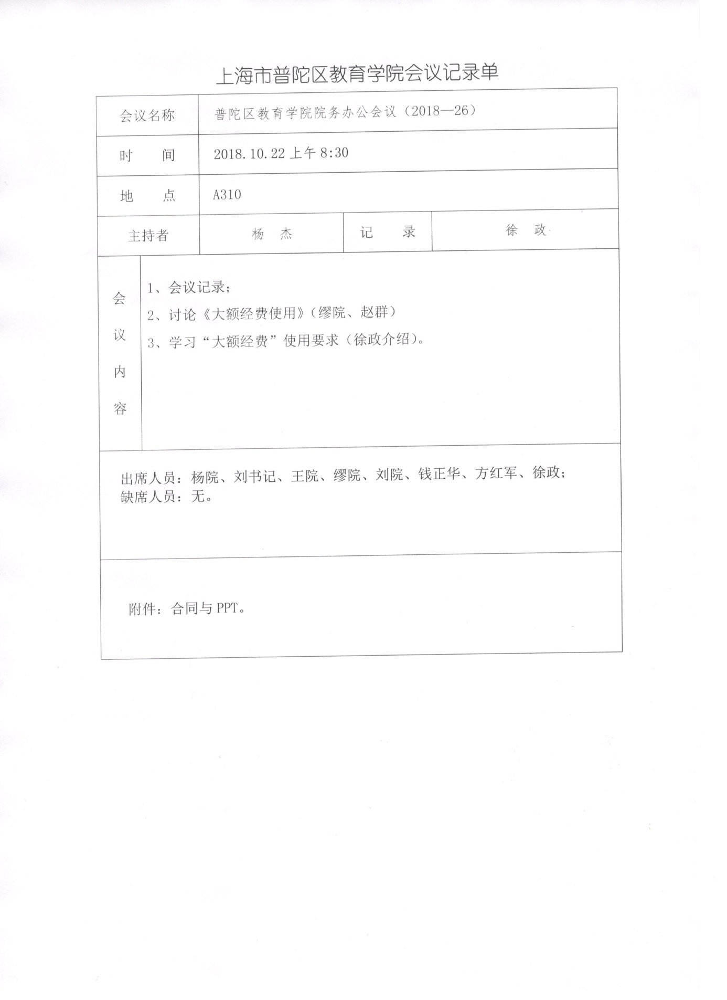 上海市普陀区教育学院会议记录单
会议名称 普陀区教育学院院务办公会议（2018—26）
时 间 2018.10.22 上午 8:30
地 点 A310
主持者 杨 杰 记 录 徐 政
会议内容
1、会议记录；
2、讨论《大额经费使用》（缪院、赵群）
3、学习“大额经费”使用要求（徐政介绍）。
出席人员：杨院、刘书记、王院、缪院、刘院、钱正华、方红军、徐政；
缺席人员：无。
附件：合同与 PPT。